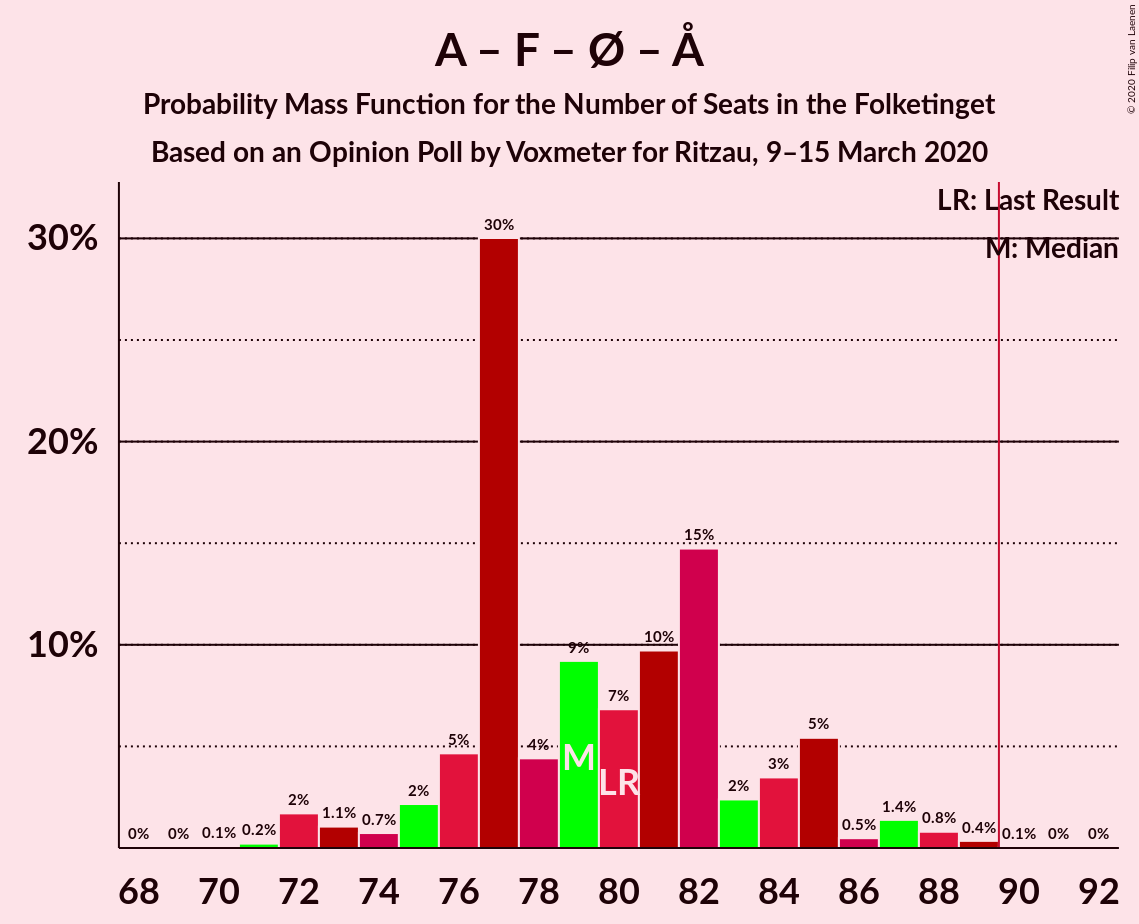 A – F – Ø – Å
Probability Mass Function for the Number of Seats in the Folketinget
Based on an Opinion Poll by Voxmeter for Ritzau, 9–15 March 2020
© 2020 Filip van Laenen
LR: Last Result
M: Median
30%
20%
10%
0% 0% 0.1% 0.2% 2% 1.1% 0.7% 2% 5% 30% 4% 9% 7% 10% 15% 2% 3% 5% 0.5% 1.4% 0.8% 0.4% 0.1% 0% 0%
M
LR
68 70 72 74 76 78 80 82 84 86 88 90 92